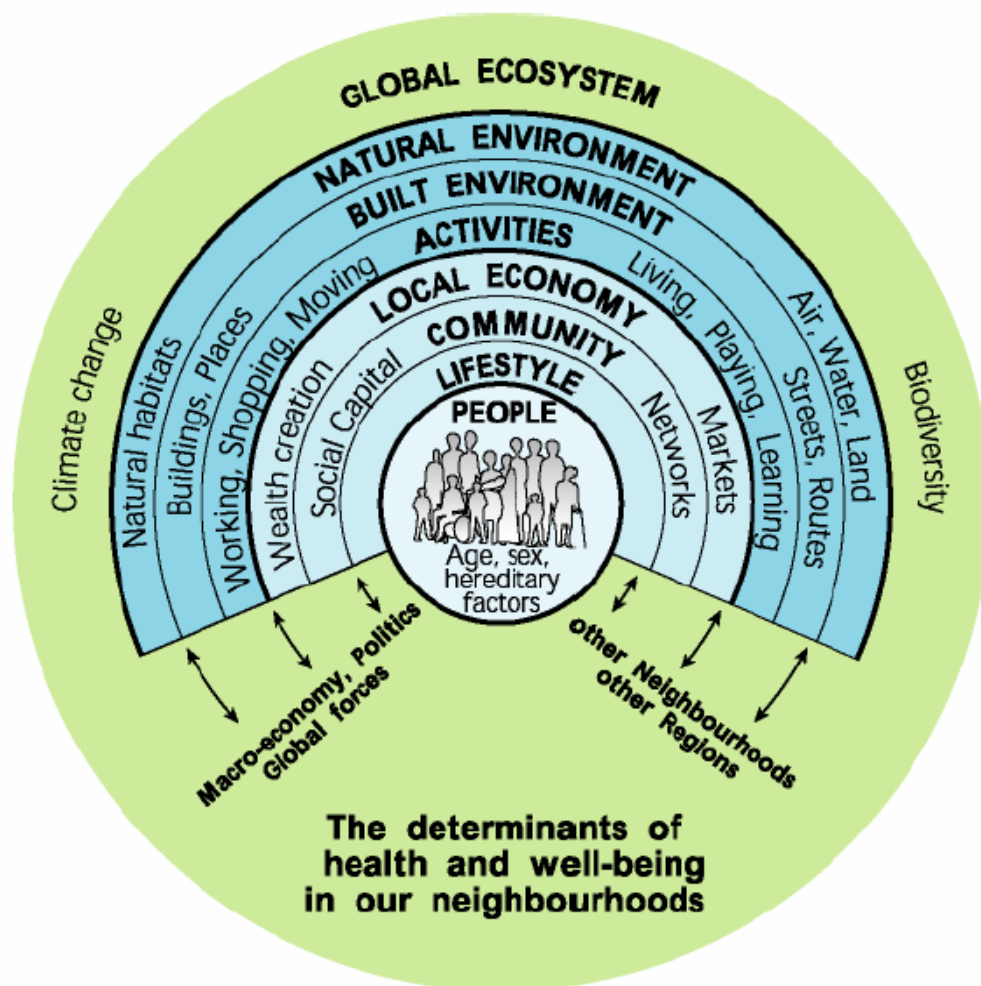 GLOBAL ECOSYSTEM
NATURAL ENVIRONMENT
BUILT ENVIRONMENT
ACTIVITIES
LOCAL ECONOMY
COMMUNITY
LIFESTYLE
PEOPLE
Age, sex,
hereditary
factors
Climate change
Natural habitats
Buildings, Places
Working, Shopping, Moving
Wealth creation
Social Capital
Networks
Markets
Living, Playing, Learning
Streets, Routes
Air, Water, Land
Biodiversity
Macro-economy, Politics
Global forces
other Neighbourhoods
other Regions
The determinants of
health and well-being
in our neighbourhoods